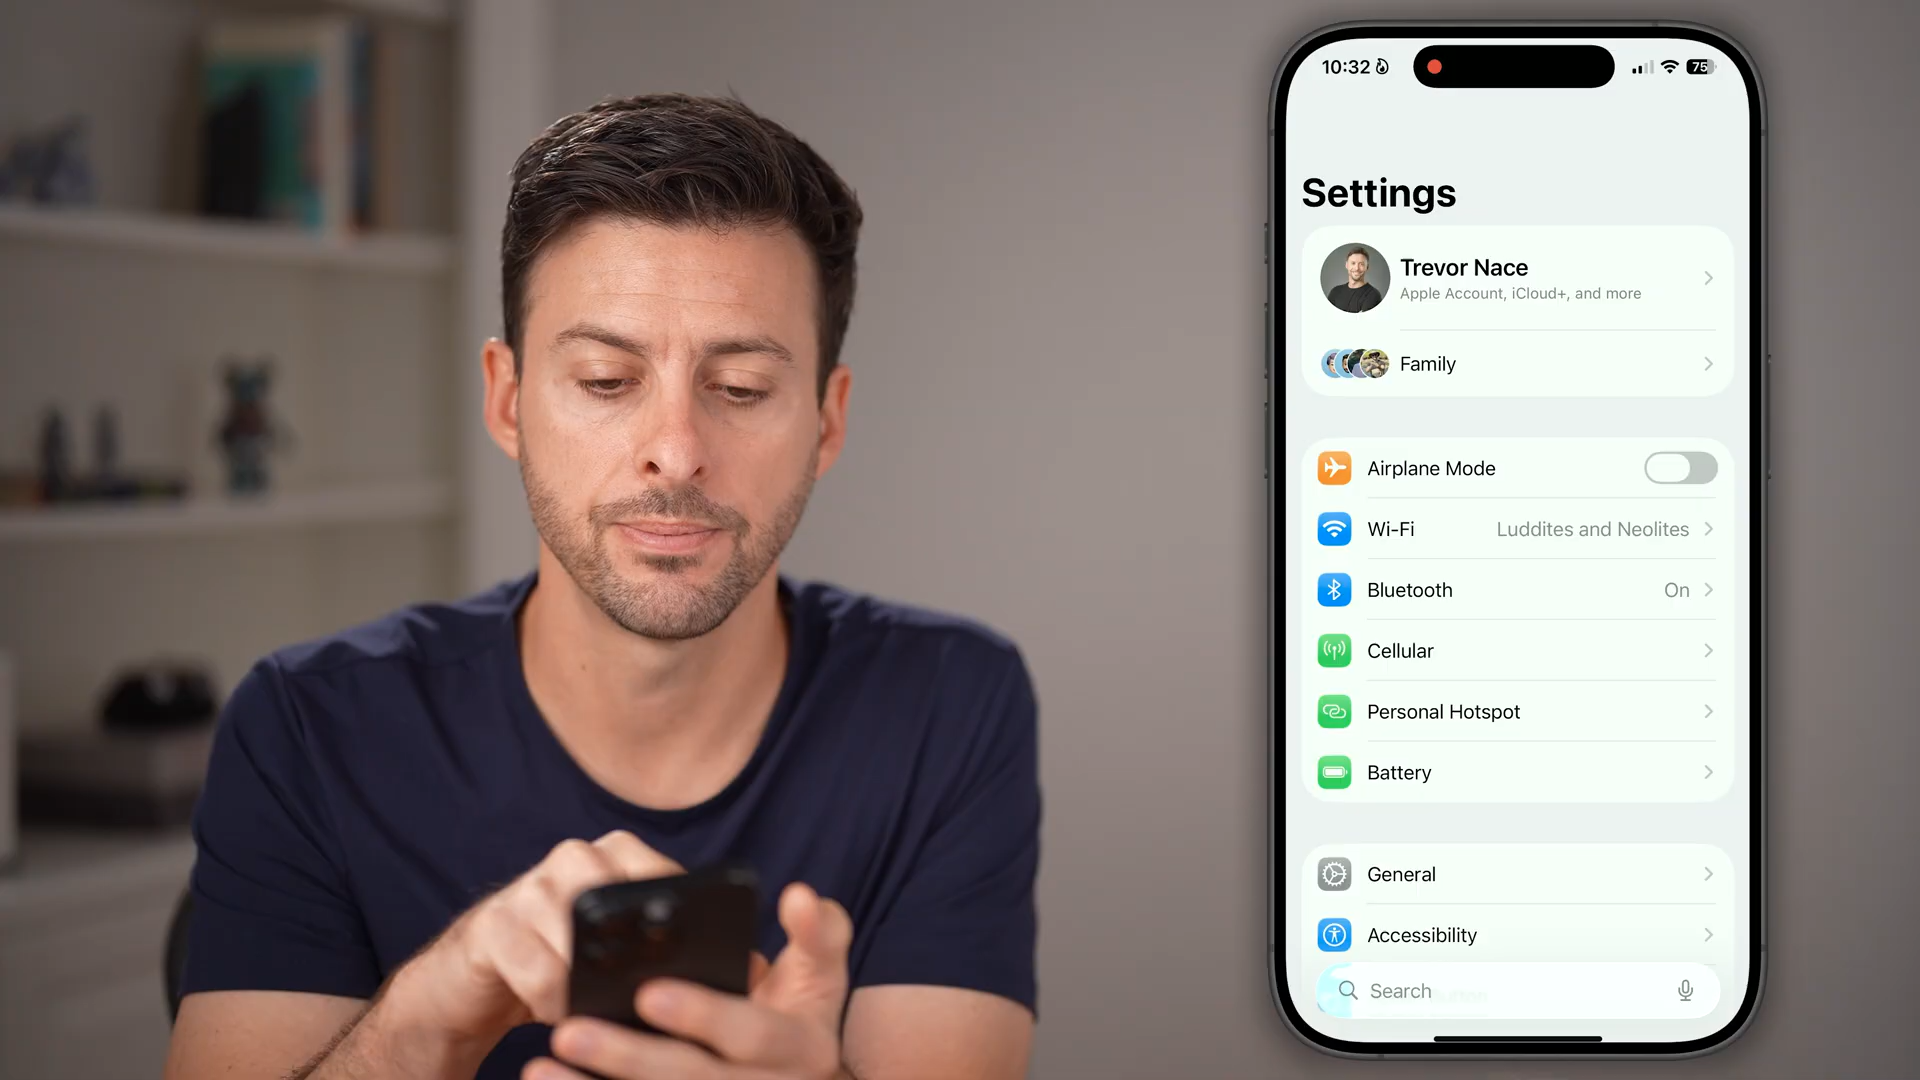 10:32
75
Settings
Trevor Nace
Apple Account, iCloud+, and more
Family
Airplane Mode
Wi-Fi Luddites and Neolites
Bluetooth On
Cellular
Personal Hotspot
Battery
General
Accessibility
Search